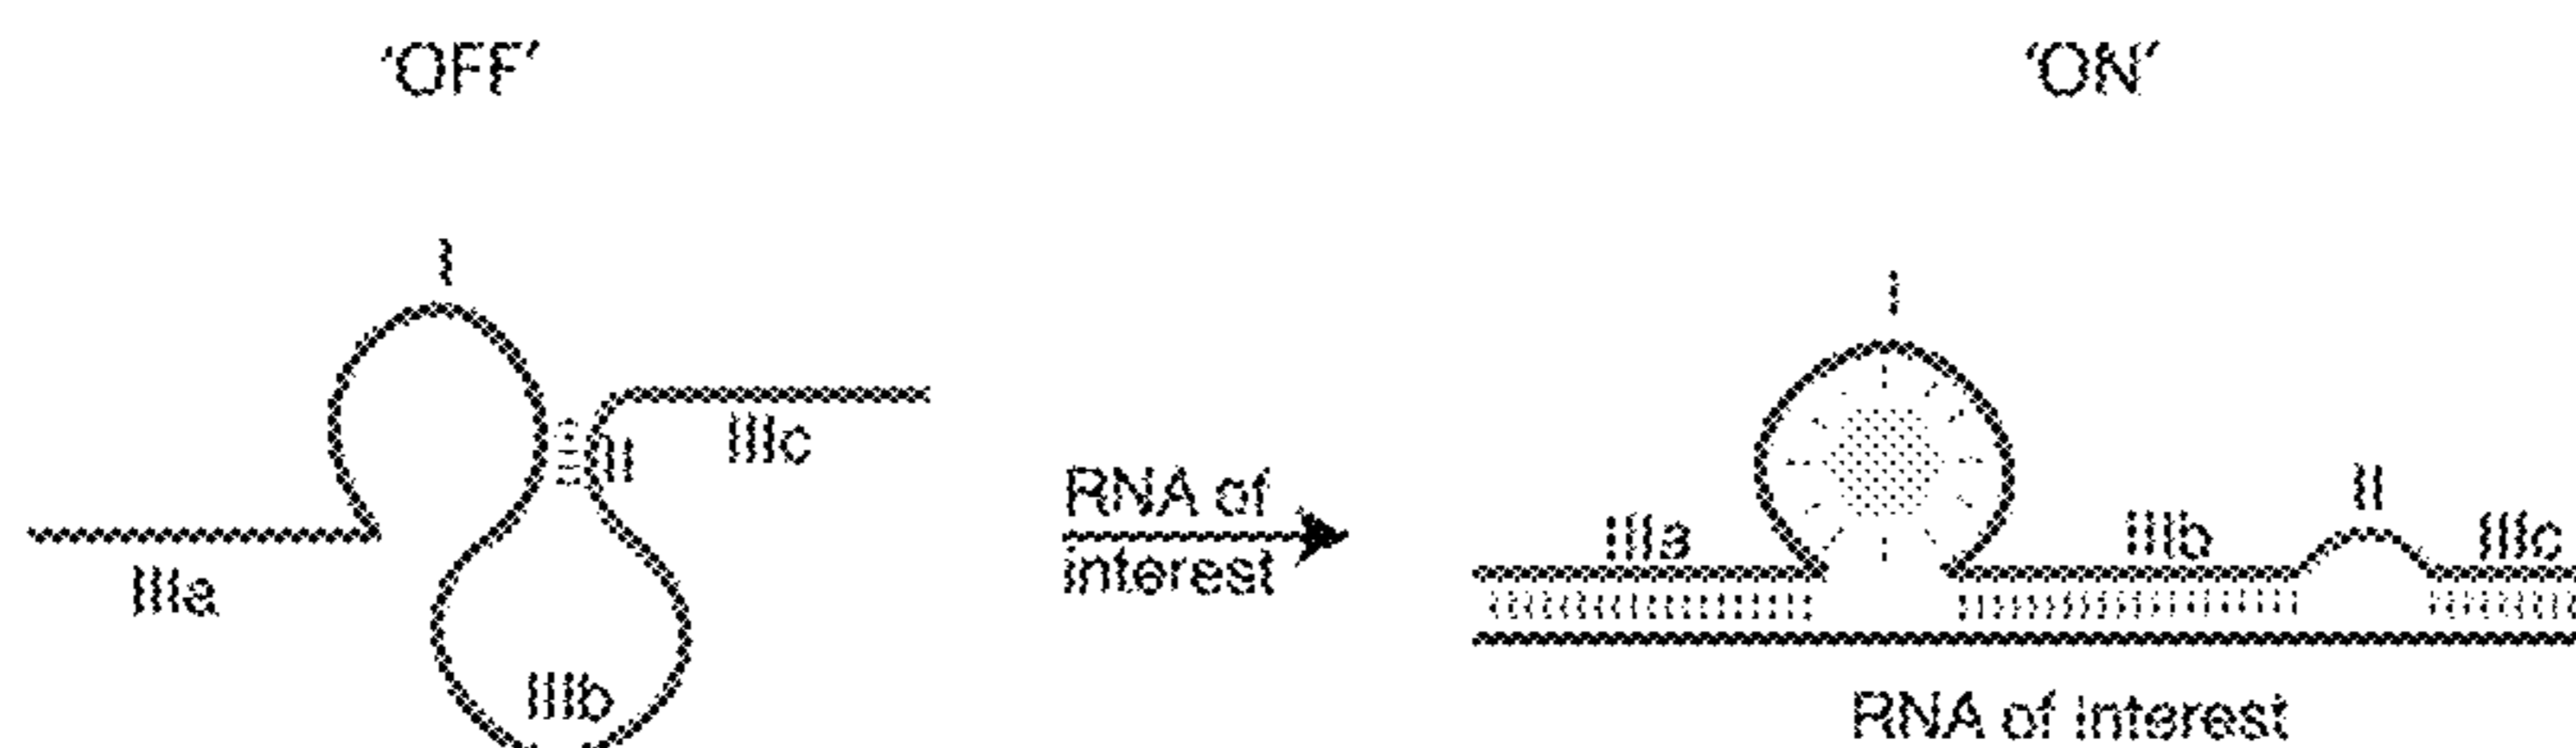 'OFF'
'ON'
I
I
II
IIIc
RNA of
interest
IIIa
IIIb
IIIa
IIIb
II
IIIc
RNA of interest